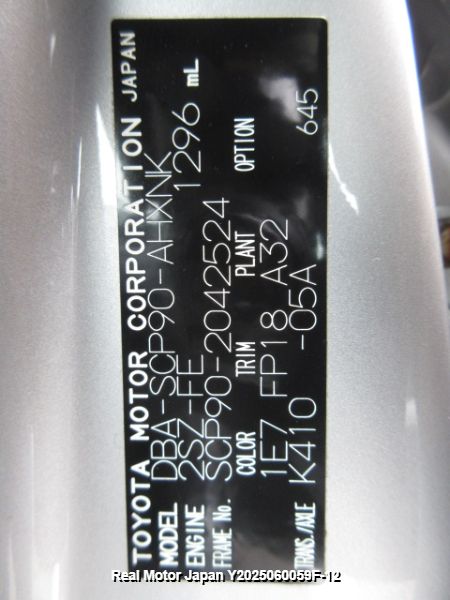 TOYOTA MOTOR CORPORATION JAPAN
MODEL DBA-SCP90-AHXNK
ENGINE 2SZ-FE 1296 mL
FRAME No. SCP90-2042524
COLOR TRIM PLANT OPTION
1E7 FP18 A32 645
TRANS./AXLE K410 -05A
Real Motor Japan Y2025060059F-12